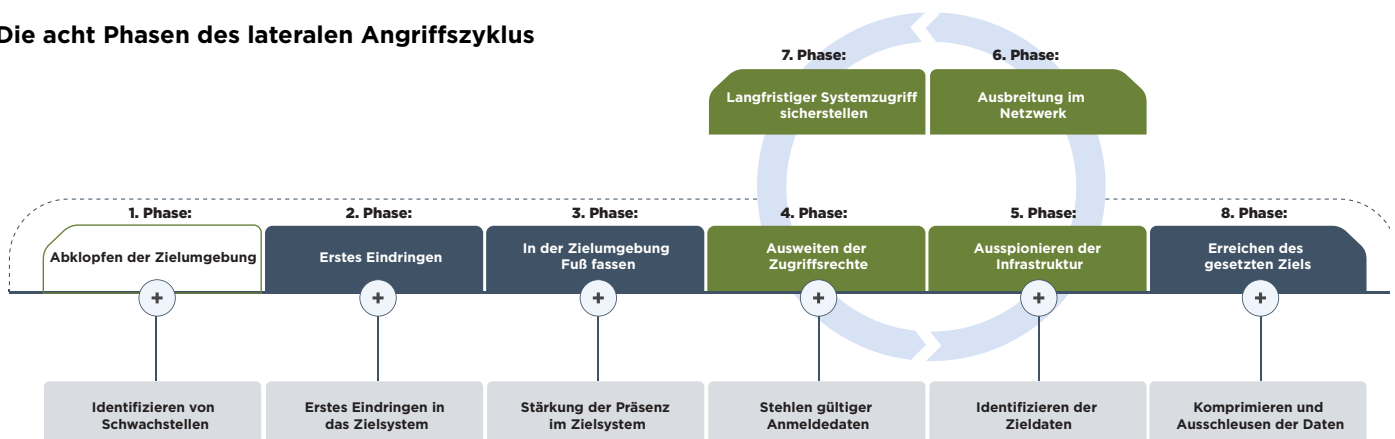 Die acht Phasen des lateralen Angriffszyklus
7. Phase:
Langfristiger Systemzugriff
sicherstellen
6. Phase:
Ausbreitung im
Netzwerk
1. Phase:
Abklopfen der Zielumgebung
2. Phase:
Erstes Eindringen
3. Phase:
In der Zielumgebung
Fuß fassen
4. Phase:
Ausweiten der
Zugriffsrechte
5. Phase:
Ausspionieren der
Infrastruktur
8. Phase:
Erreichen des
gesetzten Ziels
+
+
+
+
+
+
Identifizieren von
Schwachstellen
Erstes Eindringen in
das Zielsystem
Stärkung der Präsenz
im Zielsystem
Stehlen gültiger
Anmeldedaten
Identifizieren der
Zieldaten
Komprimieren und
Ausschleusen der Daten